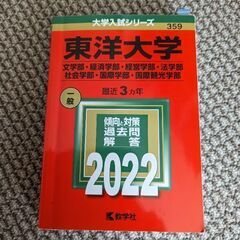 大学入試シリーズ
359
東洋大学
文学部・経済学部・経営学部・法学部
社会学部・国際学部・国際観光学部
一般
最近3ヵ年
傾向と対策
過去問
解答
2022
教学社